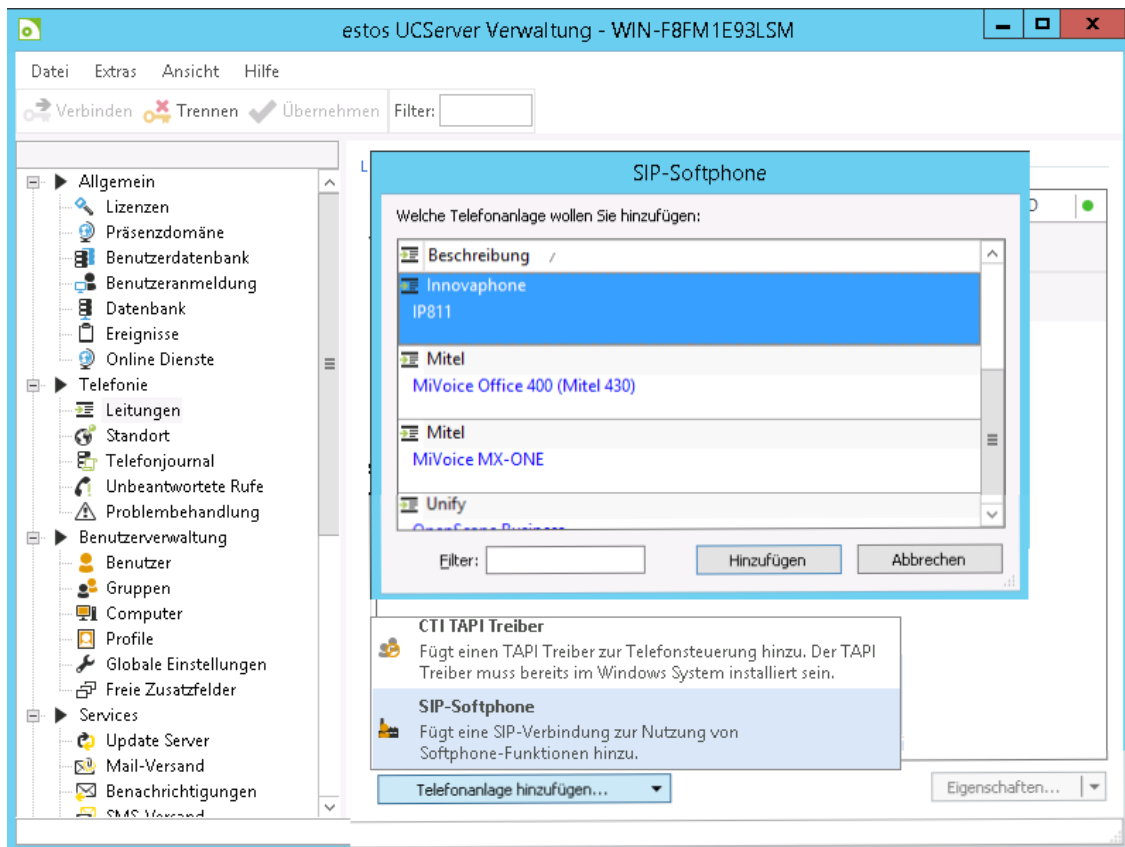 estos UCServer Verwaltung - WIN-F8FM1E93LSM
Datei Extras Ansicht Hilfe
Verbinden Trennen Übernehmen Filter:
Allgemein
Lizenzen
Präsenzdomäne
Benutzerdatenbank
Benutzeranmeldung
Datenbank
Ereignisse
Online Dienste
Telefonie
Leitungen
Standort
Telefonjournal
Unbeantwortete Rufe
Problembehandlung
Benutzerverwaltung
Benutzer
Gruppen
Computer
Profile
Globale Einstellungen
Freie Zusatzfelder
Services
Update Server
Mail-Versand
Benachrichtigungen
SMS-Versand
SIP-Softphone
Welche Telefonanlage wollen Sie hinzufügen:
Beschreibung
Innovaphone
IP811
Mitel
MiVoice Office 400 (Mitel 430)
Mitel
MiVoice MX-ONE
Unify
OpenScape Business
Filter: Hinzufügen Abbrechen
CTI TAPI Treiber
Fügt einen TAPI Treiber zur Telefonsteuerung hinzu. Der TAPI
Treiber muss bereits im Windows System installiert sein.
SIP-Softphone
Fügt eine SIP-Verbindung zur Nutzung von
Softphone-Funktionen hinzu.
Telefonanlage hinzufügen... Eigenschaften...